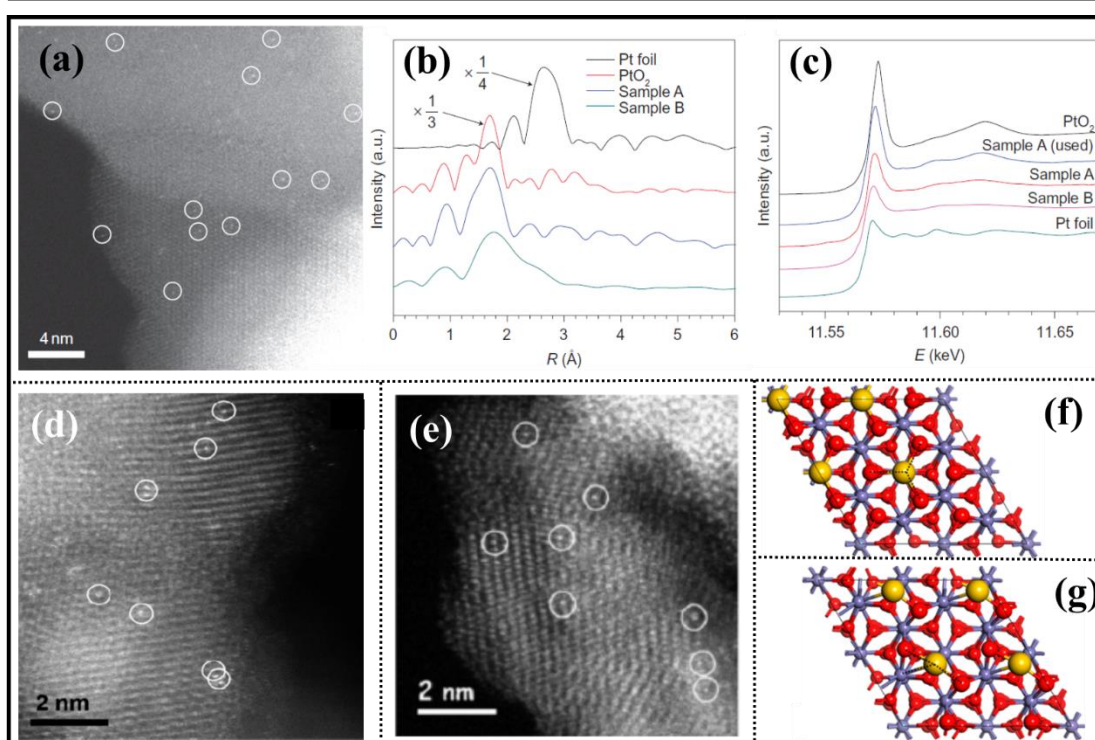 (a)
4 nm
(b)
× 1/4
× 1/3
Pt foil
PtO₂
Sample A
Sample B
Intensity (a.u.)
0 1 2 3 4 5 6
R (Å)
(c)
PtO₂
Sample A (used)
Sample A
Sample B
Pt foil
Intensity (a.u.)
11.55 11.60 11.65
E (keV)
(d)
2 nm
(e)
2 nm
(f)
(g)